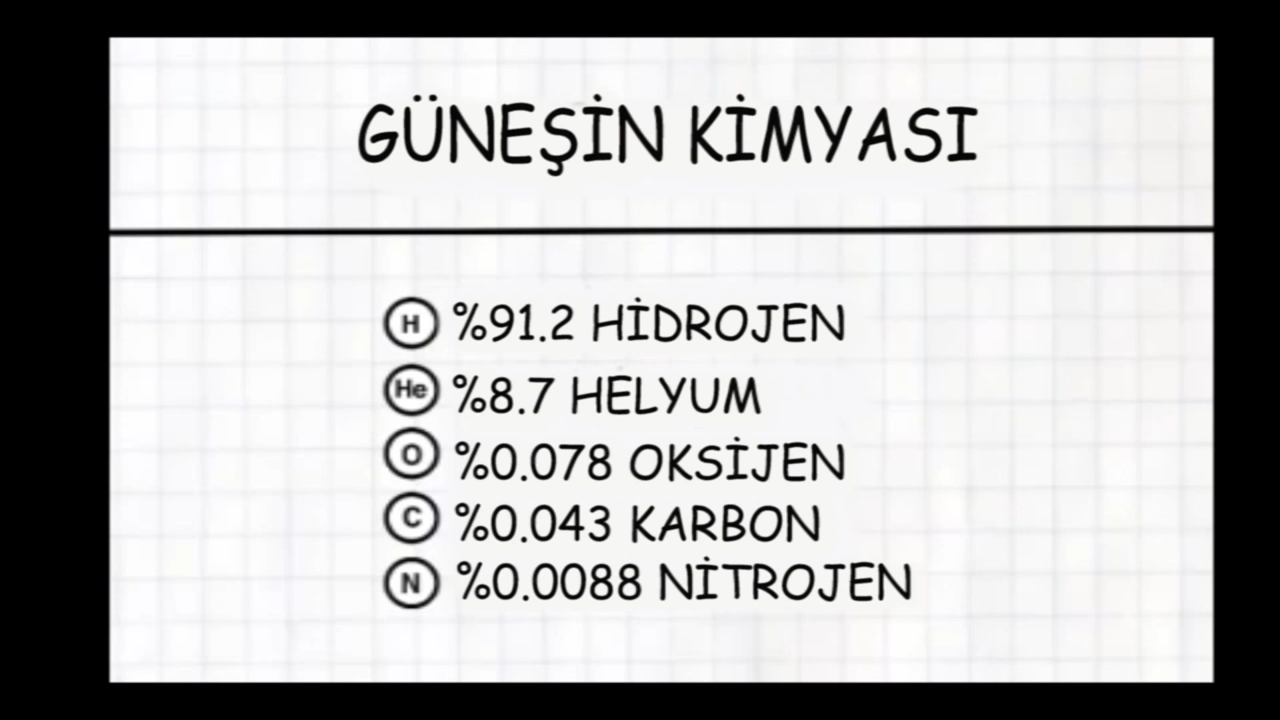 GÜNEŞİN KİMYASI
H %91.2 HİDROJEN
He %8.7 HELYUM
O %0.078 OKSİJEN
C %0.043 KARBON
N %0.0088 NİTROJEN